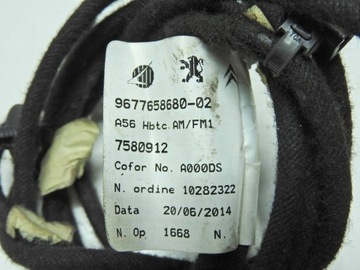 9677658680-02
A56 Hbtc AM/FM1
7580912
Cofor No. A000DS
N. ordine 10282322
Data 20/06/2014
N. Op 1668 N.